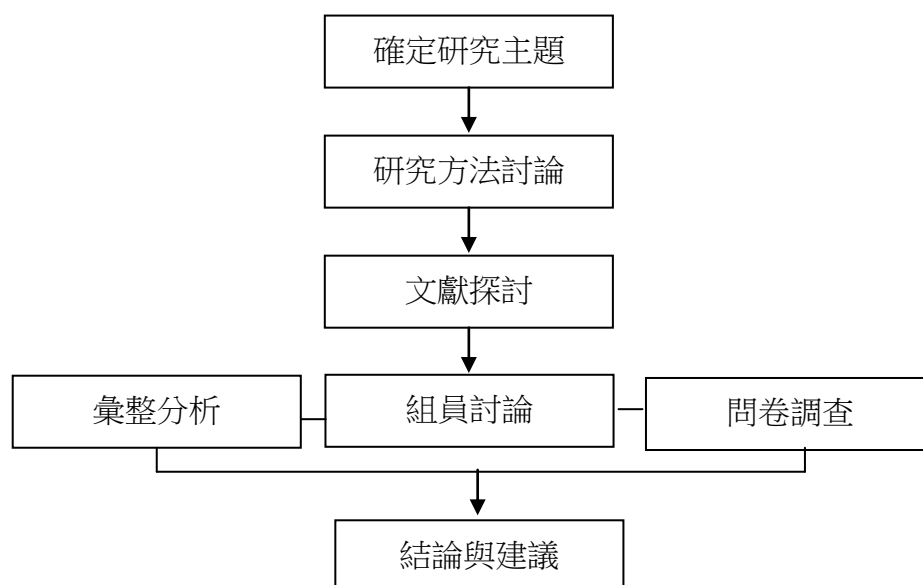 確定研究主題
研究方法討論
文獻探討
彙整分析
組員討論
問卷調查
結論與建議